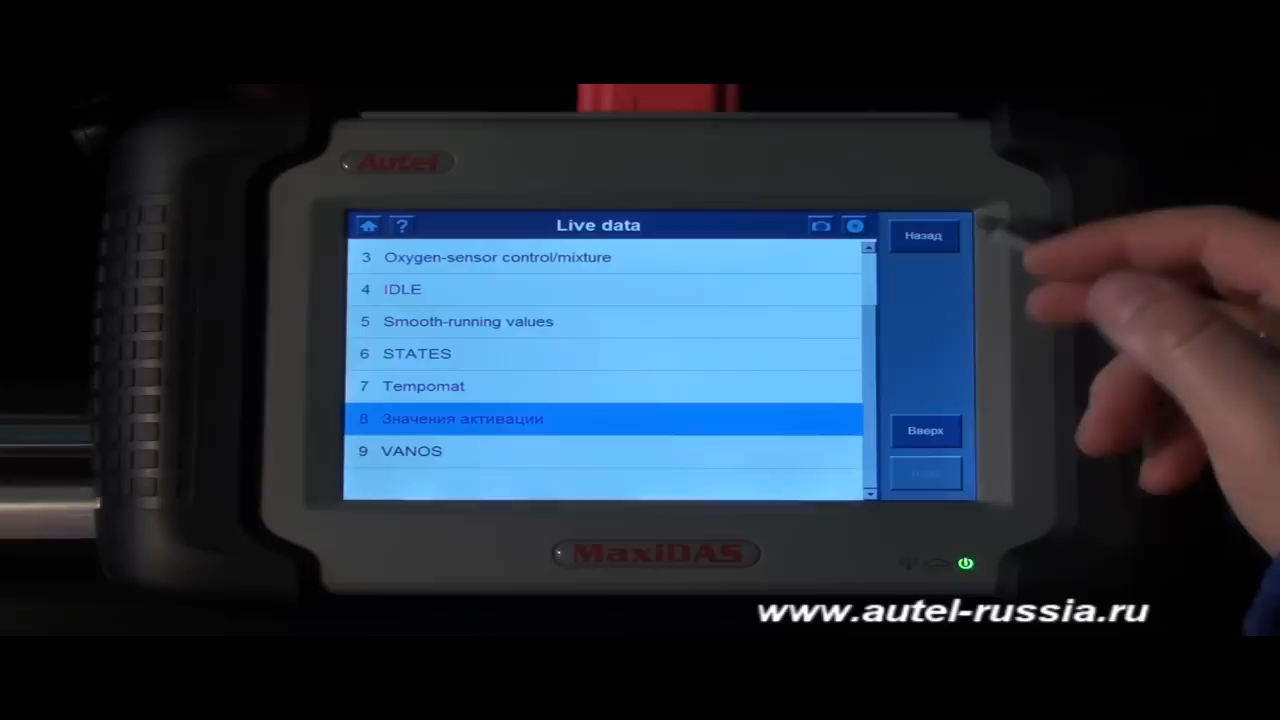 Autel
? Live data
Назад
3 Oxygen-sensor control/mixture
4 IDLE
5 Smooth-running values
6 STATES
7 Tempomat
8 Значения активации
9 VANOS
Вверх
MaxiDAS
www.autel-russia.ru